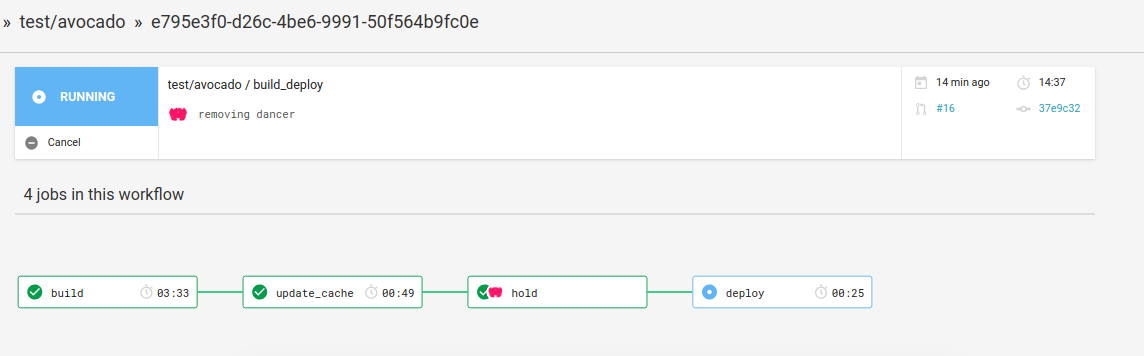 » test/avocado » e795e3f0-d26c-4be6-9991-50f564b9fc0e
RUNNING
Cancel
test/avocado / build_deploy
removing dancer
14 min ago
14:37
#16
37e9c32
4 jobs in this workflow
build 03:33
update_cache 00:49
hold
deploy 00:25